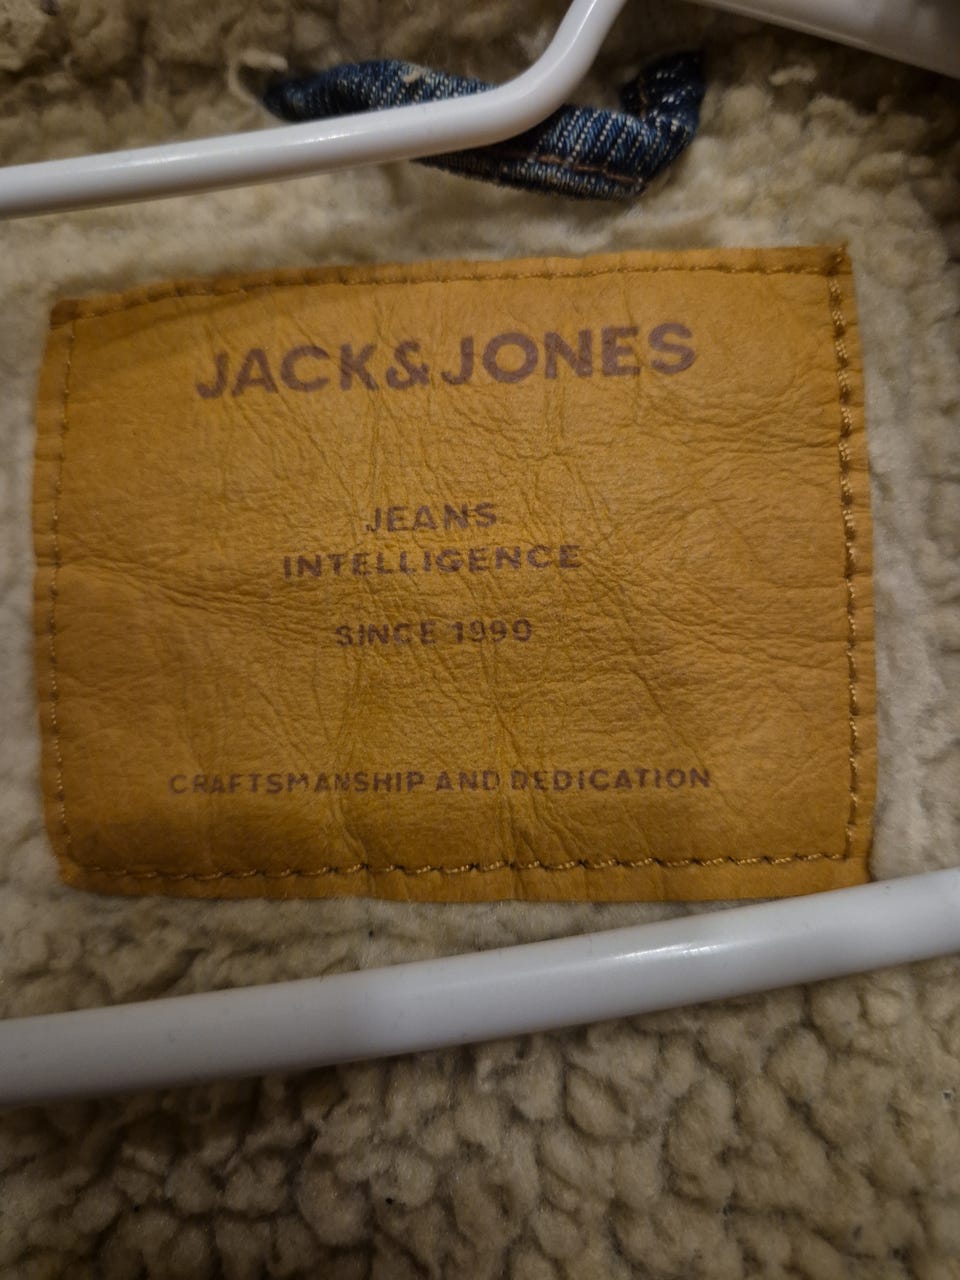 JACK&JONES
JEANS
INTELLIGENCE
SINCE 1990
CRAFTSMANSHIP AND DEDICATION